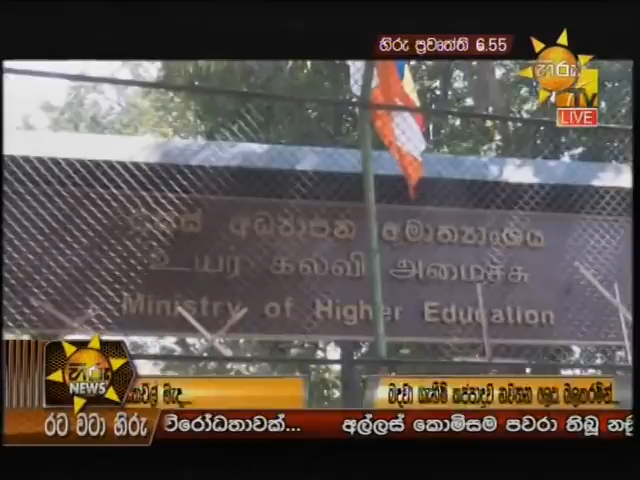 හිරු ප්‍රවෘත්ති 6.55
හිරු
TV
LIVE
උසස් අධ්‍යාපන අමාත්‍යාංශය
உயர் கல்வி அமைச்சு
Ministry of Higher Education
හිරු
NEWS
රට වටා හිරු
විරෝධතාවක්... අල්ලස් කොමිසම පවරා තිබූ